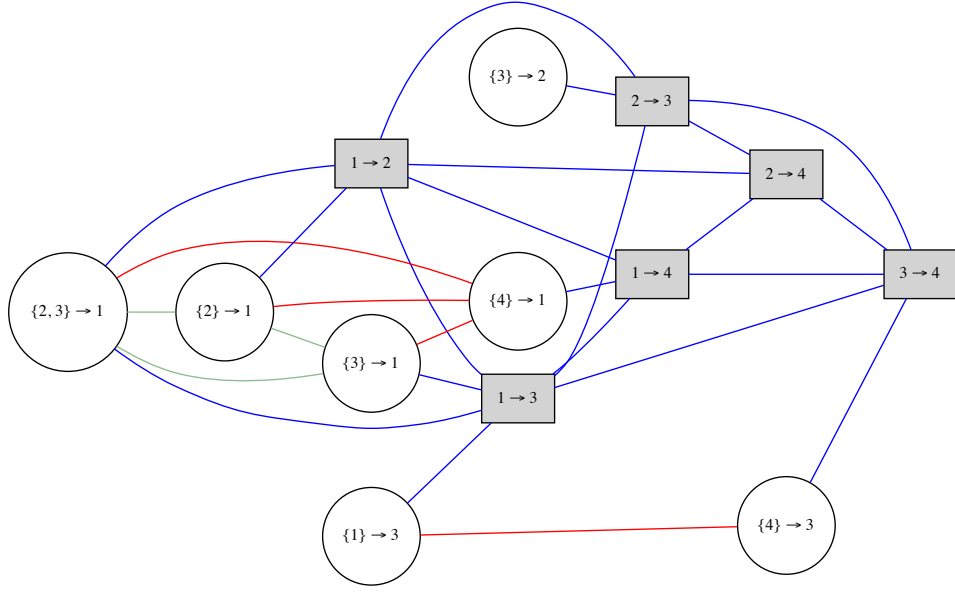 {3} → 2
2 → 3
1 → 2
2 → 4
{2, 3} → 1
{2} → 1
{4} → 1
1 → 4
3 → 4
{3} → 1
1 → 3
{1} → 3
{4} → 3